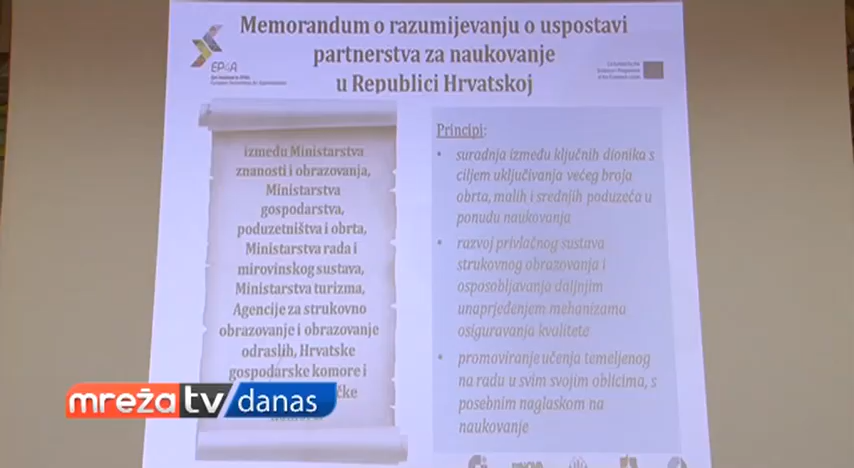 Memorandum o razumijevanju o uspostavi
partnerstva za naukovanje
u Republici Hrvatskoj
EP4A
između Ministarstva
znanosti i obrazovanja,
Ministarstva
gospodarstva,
poduzetništva i obrta,
Ministarstva rada i
mirovinskog sustava,
Ministarstva turizma,
Agencije za strukovno
obrazovanje i obrazovanje
odraslih, Hrvatske
gospodarske komore i
Principi:
• suradnja između ključnih dionika s
ciljem uključivanja većeg broja
obrta, malih i srednjih poduzeća u
ponudu naukovanja
• razvoj privlačnog sustava
strukovnog obrazovanja i
osposobljavanja daljnjim
unaprjeđenjem mehanizama
osiguravanja kvalitete
• promoviranje učenja temeljenog
na radu u svim svojim oblicima, s
posebnim naglaskom na
naukovanje
mreža tv danas